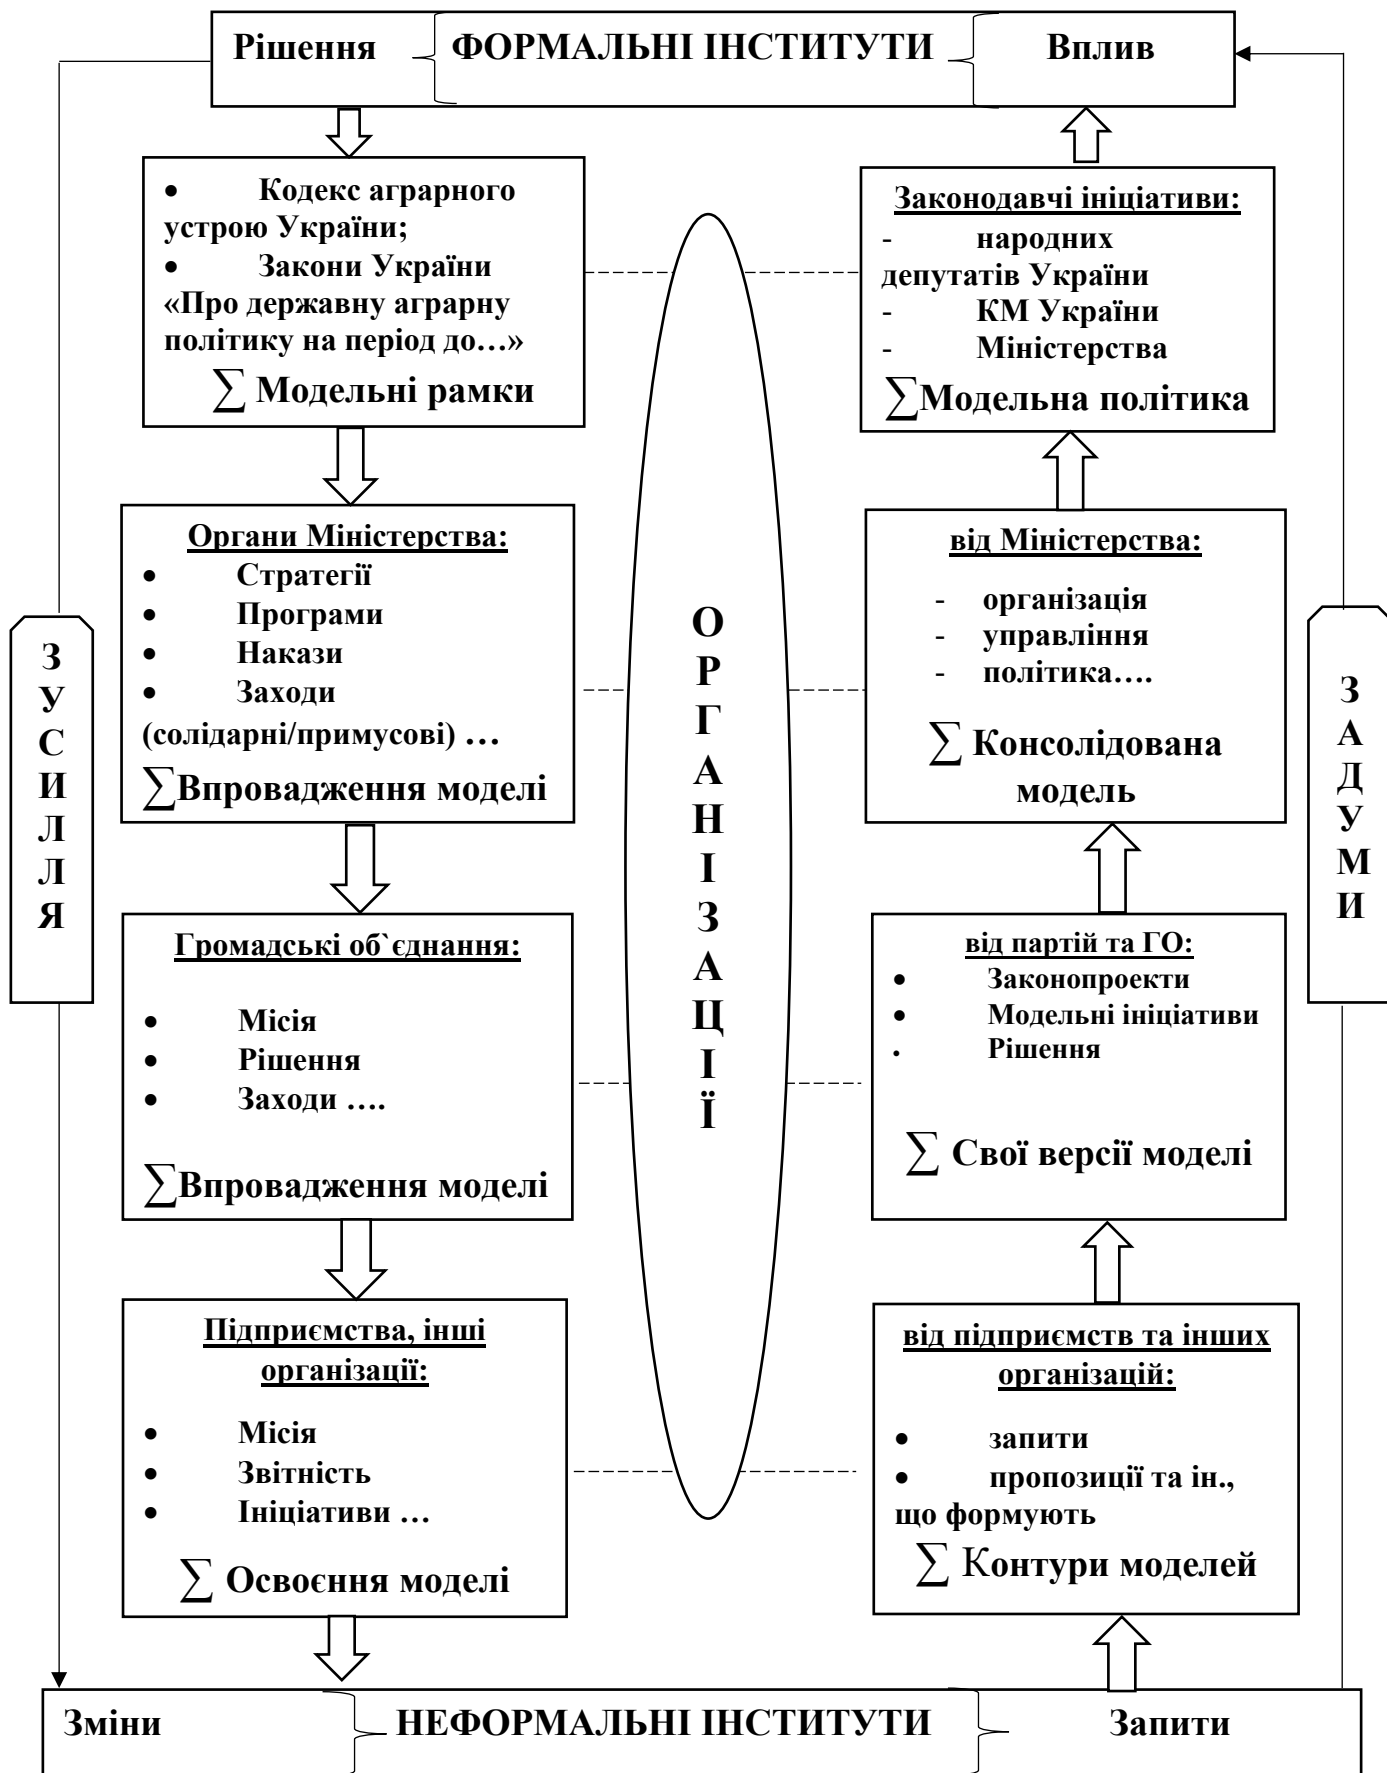 Рішення ФОРМАЛЬНІ ІНСТИТУТИ Вплив
• Кодекс аграрного
устрою України;
• Закони України
«Про державну аграрну
політику на період до…»
∑ Модельні рамки
Законодавчі ініціативи:
- народних
депутатів України
- КМ України
- Міністерства
∑Модельна політика
Органи Міністерства:
• Стратегії
• Програми
• Накази
• Заходи
(солідарні/примусові) …
∑Впровадження моделі
від Міністерства:
- організація
- управління
- політика….
∑ Консолідована
модель
ЗУСИЛЛЯ
ОРГАНІЗАЦІЇ
ЗАДУМИ
Громадські об`єднання:
• Місія
• Рішення
• Заходи ….
∑Впровадження моделі
від партій та ГО:
• Законопроекти
• Модельні ініціативи
· Рішення
∑ Свої версії моделі
Підприємства, інші
організації:
• Місія
• Звітність
• Ініціативи …
∑ Освоєння моделі
від підприємств та інших
організацій:
• запити
• пропозиції та ін.,
що формують
∑ Контури моделей
Зміни НЕФОРМАЛЬНІ ІНСТИТУТИ Запити